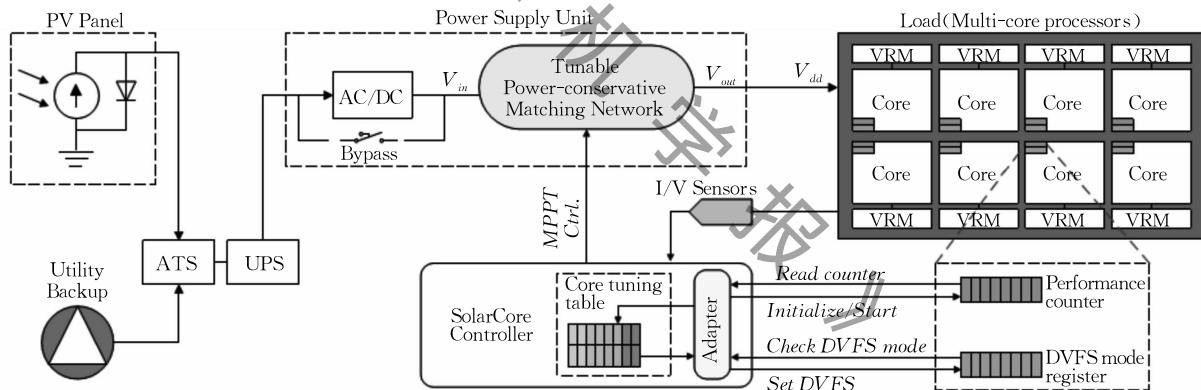 PV Panel
Power Supply Unit
Load(Multi-core processors)
AC/DC
Bypass
V_in
Tunable
Power-conservative
Matching Network
V_out
V_dd
VRM VRM VRM VRM
Core Core Core Core
Core Core Core Core
VRM VRM VRM VRM
机
学
报
》
MPPT
Ctrl.
I/V Sensors
ATS
UPS
Utility
Backup
SolarCore
Controller
Core tuning
table
Adapter
Read counter
Initialize/Start
Check DVFS mode
Set DVFS
Performance
counter
DVFS mode
register